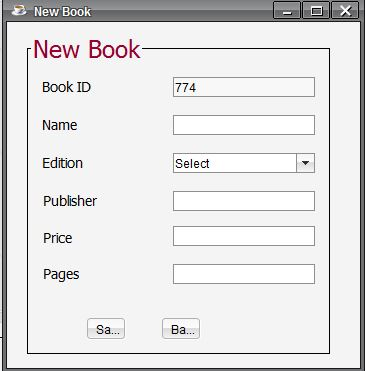 New Book
New Book
Book ID 774
Name
Edition Select
Publisher
Price
Pages
Sa... Ba...